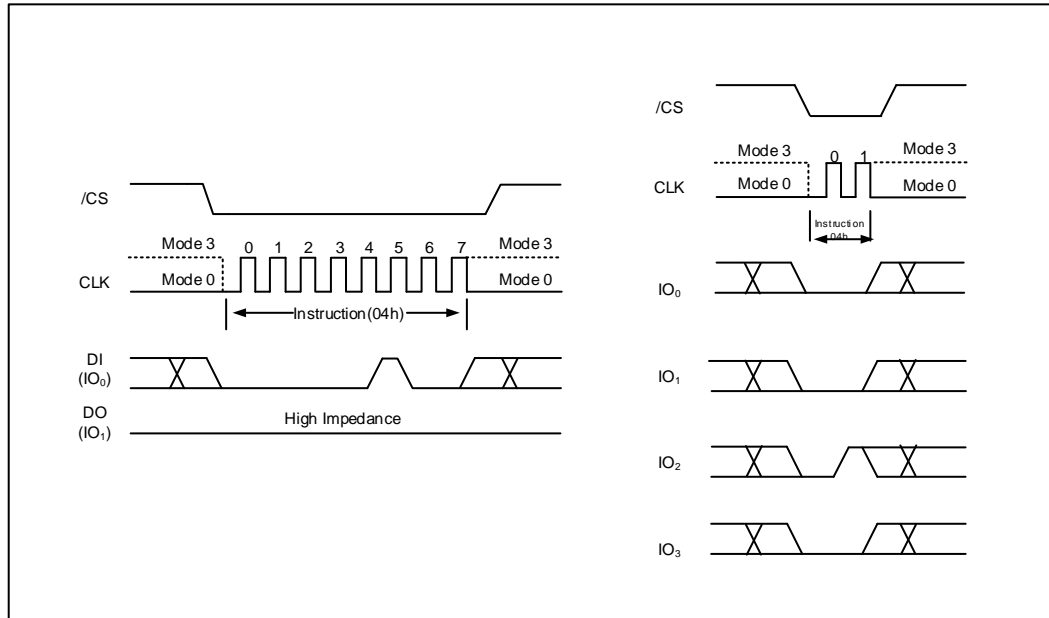 /CS
Mode 3 0 1 2 3 4 5 6 7 Mode 3
CLK
Mode 0 Mode 0
Instruction(04h)
DI
(IO₀)
DO
(IO₁)
High Impedance
/CS
Mode 3 0 1 Mode 3
CLK
Mode 0 Mode 0
Instruction
04h
IO₀
IO₁
IO₂
IO₃